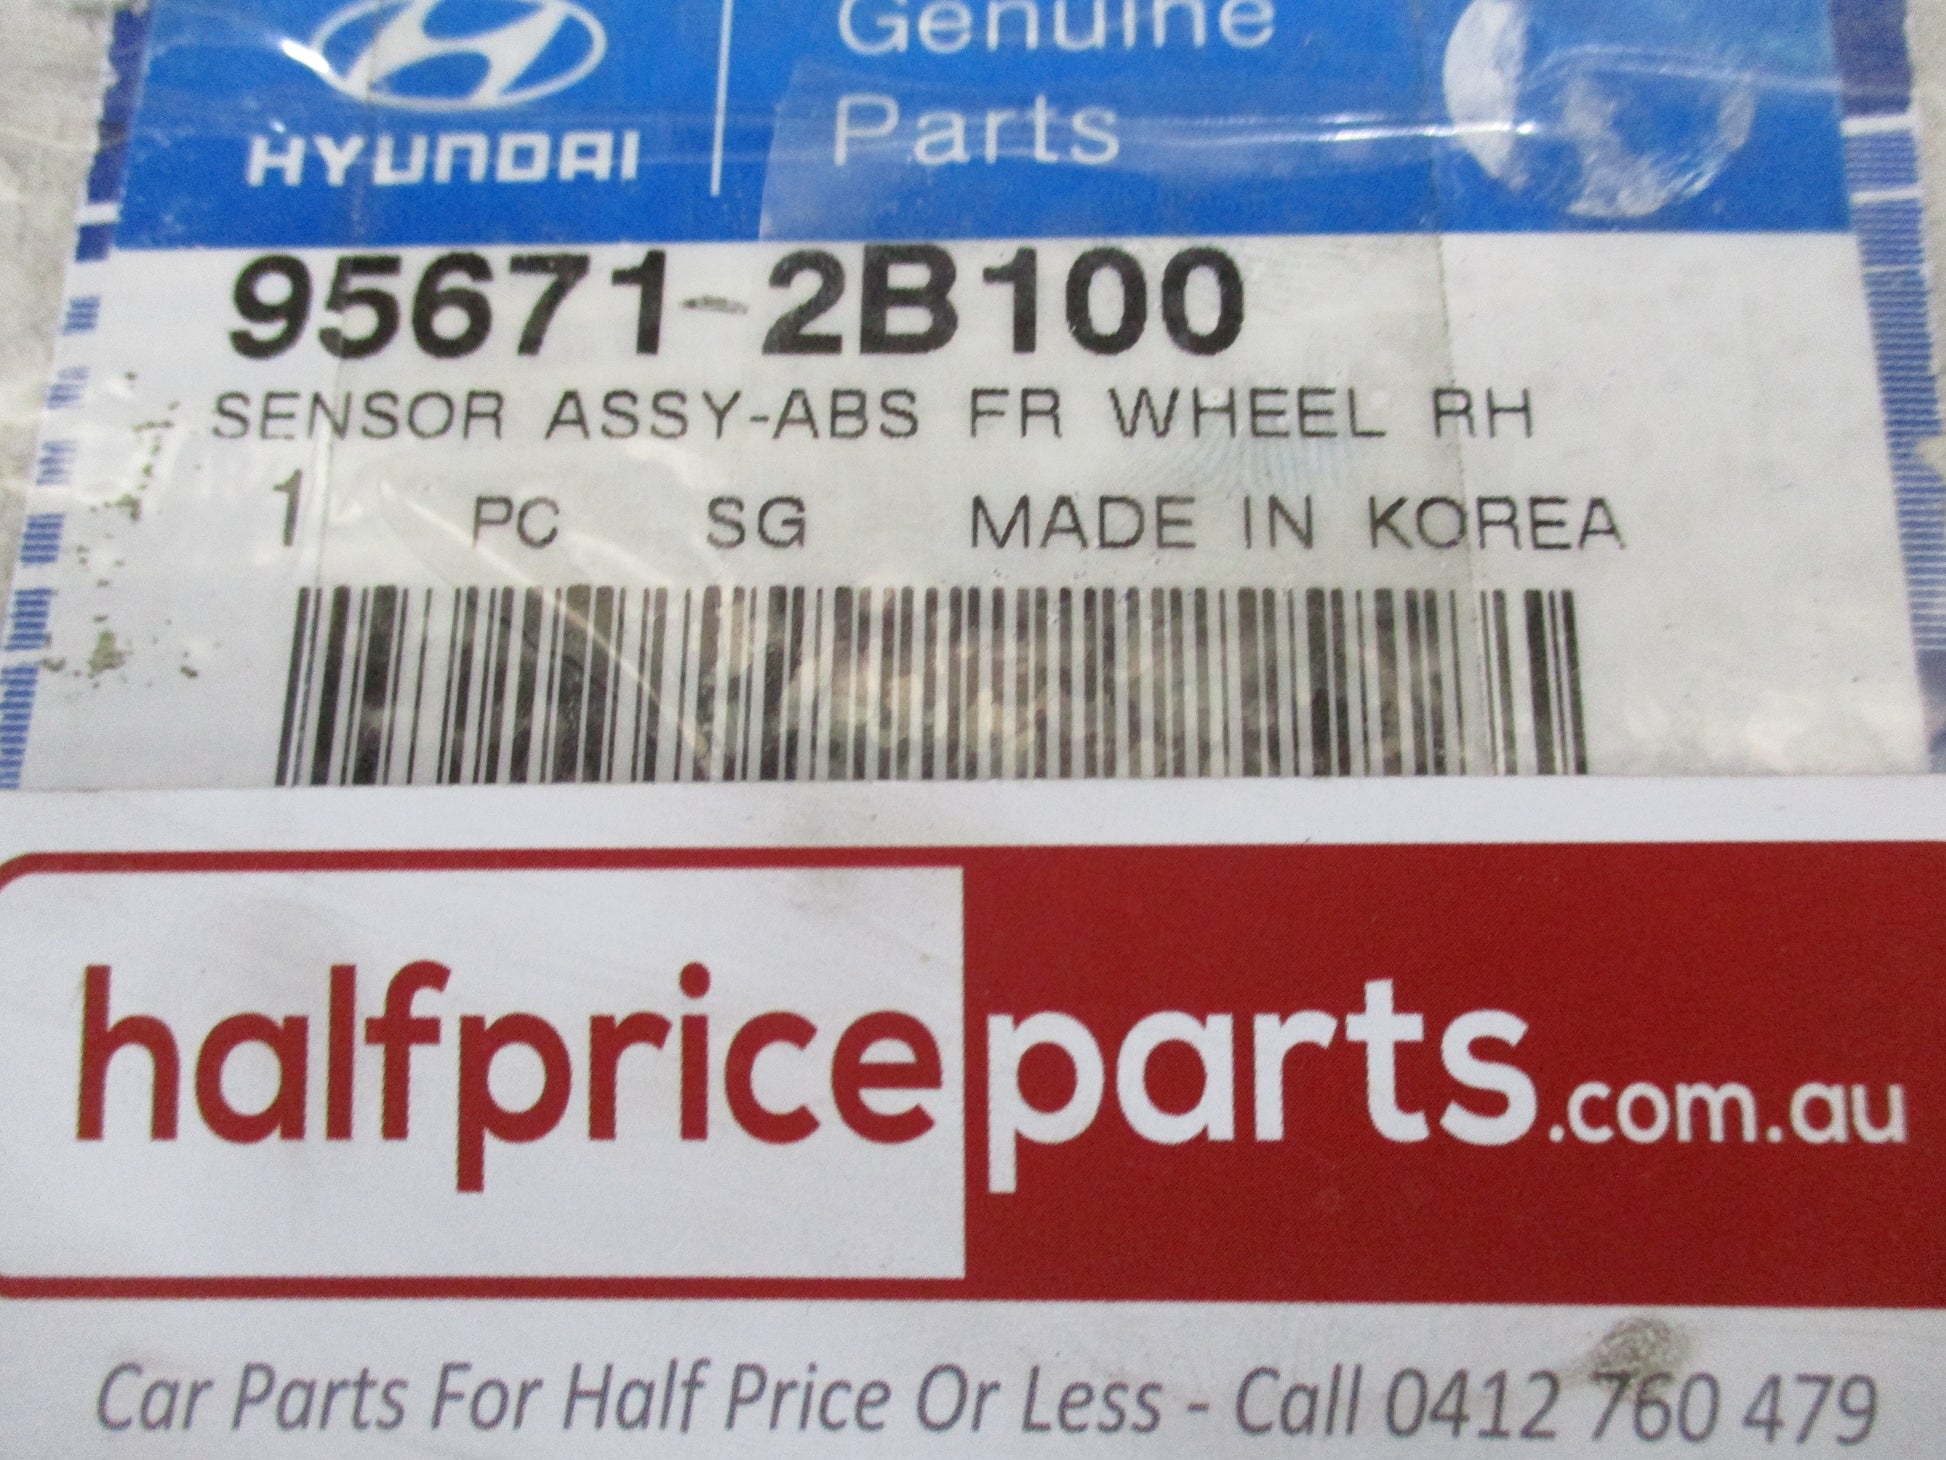 HYUNDAI
Genuine
Parts
95671-2B100
SENSOR ASSY-ABS FR WHEEL RH
1 PC SG MADE IN KOREA
halfpriceparts.com.au
Car Parts For Half Price Or Less - Call 0412 760 479